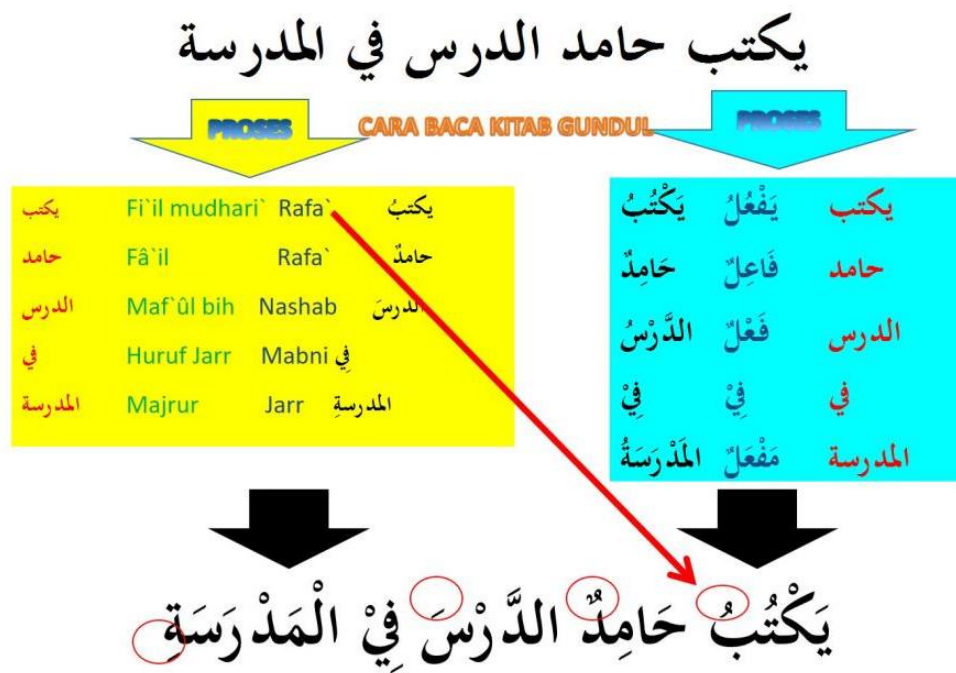 يكتب حامد الدرس في المدرسة
PROSES CARA BACA KITAB GUNDUL PROSES
يكتب Fi`il mudhari` Rafa` يكتبُ
حامد Fâ`il Rafa` حامدٌ
الدرس Maf`ûl bih Nashab الدرسَ
في Huruf Jarr Mabni فِي
المدرسة Majrur Jarr المدرسةِ
يكتب يَفْعُلُ يَكْتُبُ
حامد فَاعِلٌ حَامِدٌ
الدرس فَعْلٌ الدَّرْسُ
في فِيْ فِيْ
المدرسة مَفْعَلٌ المَدْرَسَةُ
يَكْتُبُ حَامِدٌ الدَّرْسَ فِيْ الْمَدْرَسَةِ